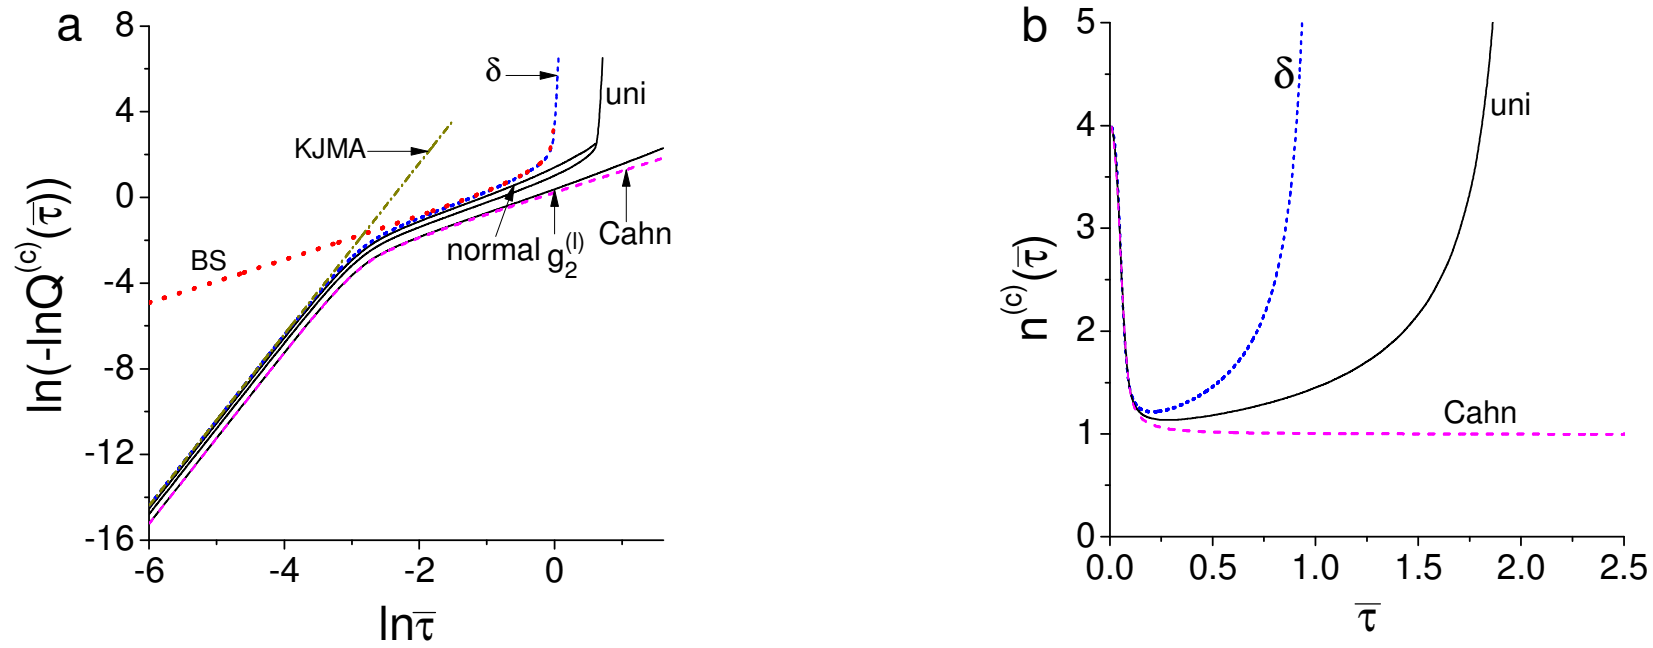 a
8
4
0
-4
-8
-12
-16
-6
-4
-2
0
ln(-lnQ^(c)(τ̅))
lnτ̅
δ
uni
KJMA
BS
normal
g₂^(l)
Cahn
b
5
4
3
2
1
0
0.0
0.5
1.0
1.5
2.0
2.5
n^(c)(τ̅)
τ̅
δ
uni
Cahn